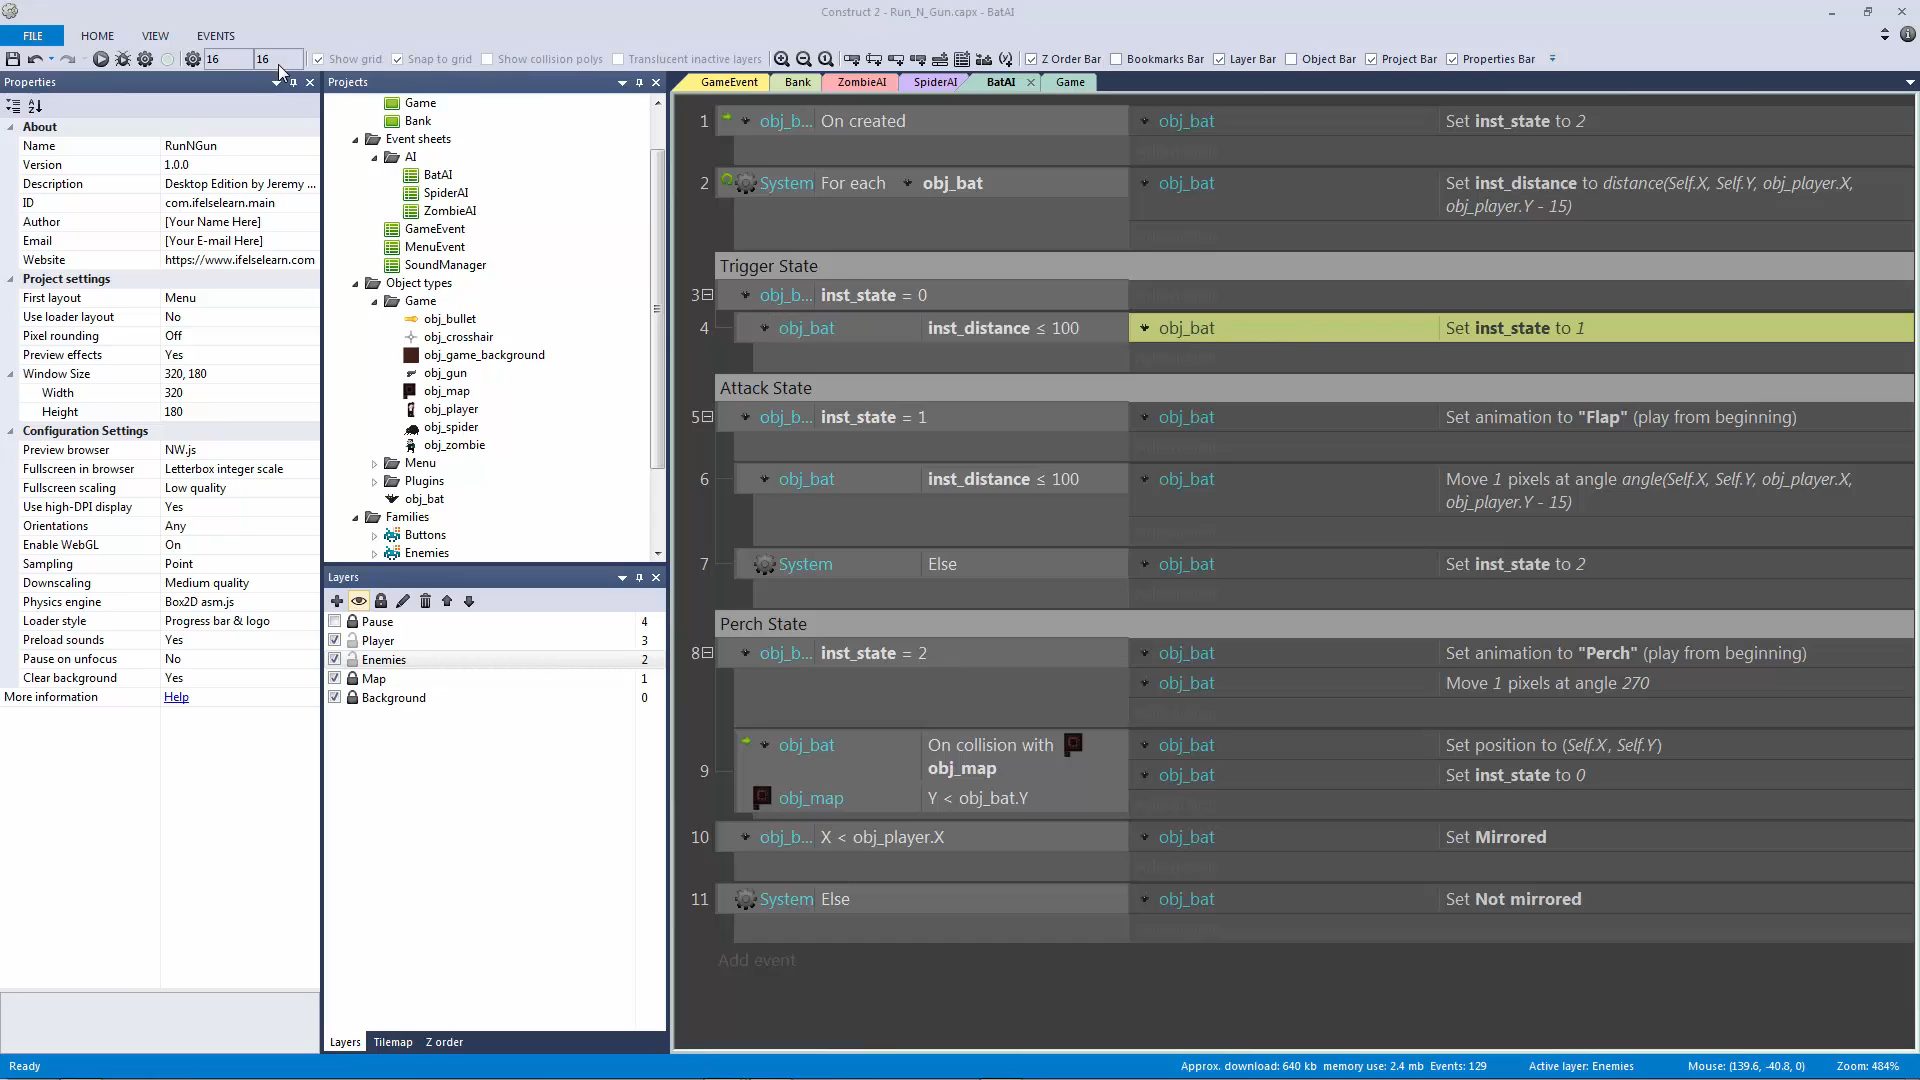 Construct 2 - Run_N_Gun.capx - BatAI
FILE HOME VIEW EVENTS
16 16 Show grid Snap to grid Show collision polys Translucent inactive layers Z Order Bar Bookmarks Bar Layer Bar Object Bar Project Bar Properties Bar
Properties
About
Name RunNGun
Version 1.0.0
Description Desktop Edition by Jeremy ...
ID com.ifelselearn.main
Author [Your Name Here]
Email [Your E-mail Here]
Website https://www.ifelselearn.com
Project settings
First layout Menu
Use loader layout No
Pixel rounding Off
Preview effects Yes
Window Size 320, 180
Width 320
Height 180
Configuration Settings
Preview browser NW.js
Fullscreen in browser Letterbox integer scale
Fullscreen scaling Low quality
Use high-DPI display Yes
Orientations Any
Enable WebGL On
Sampling Point
Downscaling Medium quality
Physics engine Box2D asm.js
Loader style Progress bar & logo
Preload sounds Yes
Pause on unfocus No
Clear background Yes
More information Help
Projects
Game
Bank
Event sheets
AI
BatAI
SpiderAI
ZombieAI
GameEvent
MenuEvent
SoundManager
Object types
Game
obj_bullet
obj_crosshair
obj_game_background
obj_gun
obj_map
obj_player
obj_spider
obj_zombie
Menu
Plugins
obj_bat
Families
Buttons
Enemies
Layers
Pause 4
Player 3
Enemies 2
Map 1
Background 0
Layers Tilemap Z order
GameEvent Bank ZombieAI SpiderAI BatAI Game
1 obj_b... On created obj_bat Set inst_state to 2
2 System For each obj_bat obj_bat Set inst_distance to distance(Self.X, Self.Y, obj_player.X,
obj_player.Y - 15)
Trigger State
3 obj_b... inst_state = 0
4 obj_bat inst_distance ≤ 100 obj_bat Set inst_state to 1
Attack State
5 obj_b... inst_state = 1 obj_bat Set animation to "Flap" (play from beginning)
6 obj_bat inst_distance ≤ 100 obj_bat Move 1 pixels at angle angle(Self.X, Self.Y, obj_player.X,
obj_player.Y - 15)
7 System Else obj_bat Set inst_state to 2
Perch State
8 obj_b... inst_state = 2 obj_bat Set animation to "Perch" (play from beginning)
obj_bat Move 1 pixels at angle 270
9 obj_bat On collision with obj_map obj_bat Set position to (Self.X, Self.Y)
obj_bat Set inst_state to 0
obj_map Y < obj_bat.Y
10 obj_b... X < obj_player.X obj_bat Set Mirrored
11 System Else obj_bat Set Not mirrored
Add event
Ready Approx. download: 640 kb memory use: 2.4 mb Events: 129 Active layer: Enemies Mouse: (139.6, -40.8, 0) Zoom: 484%